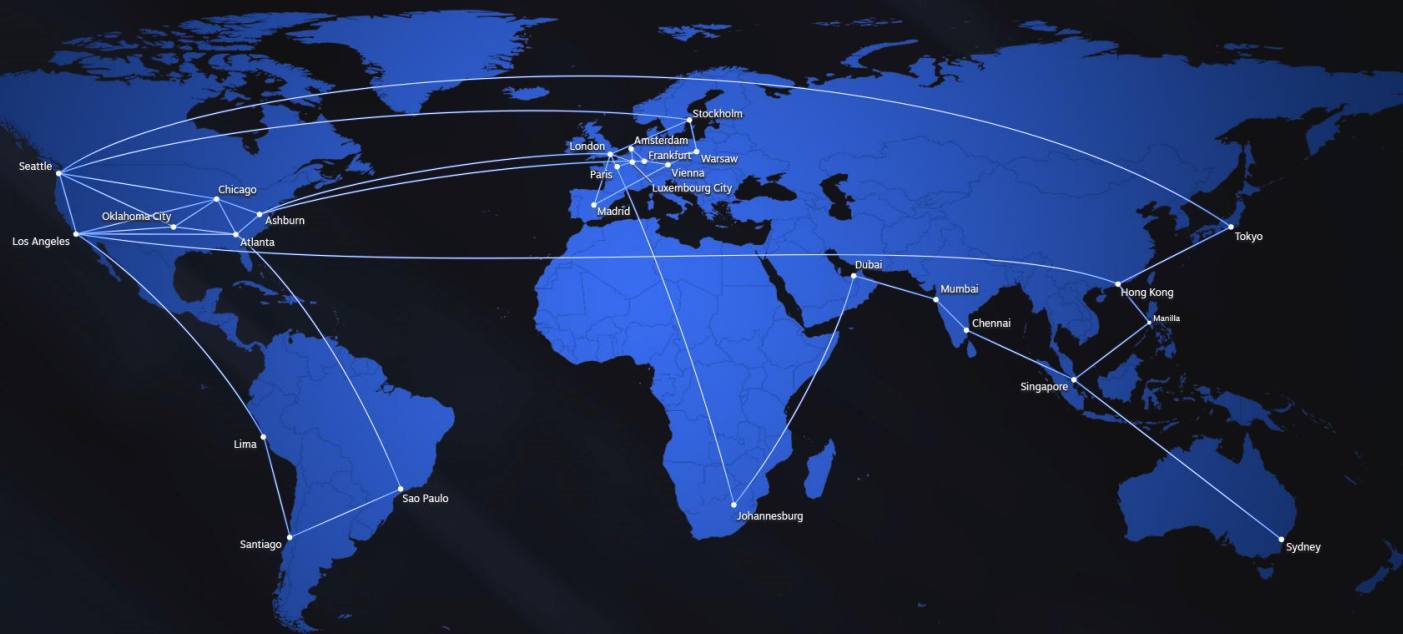 Stockholm
Amsterdam
London
Frankfurt
Warsaw
Seattle
Paris
Vienna
Luxembourg City
Chicago
Madrid
Oklahoma City
Ashburn
Los Angeles
Atlanta
Tokyo
Dubai
Mumbai
Hong Kong
Manilla
Chennai
Singapore
Lima
Sao Paulo
Johannesburg
Santiago
Sydney